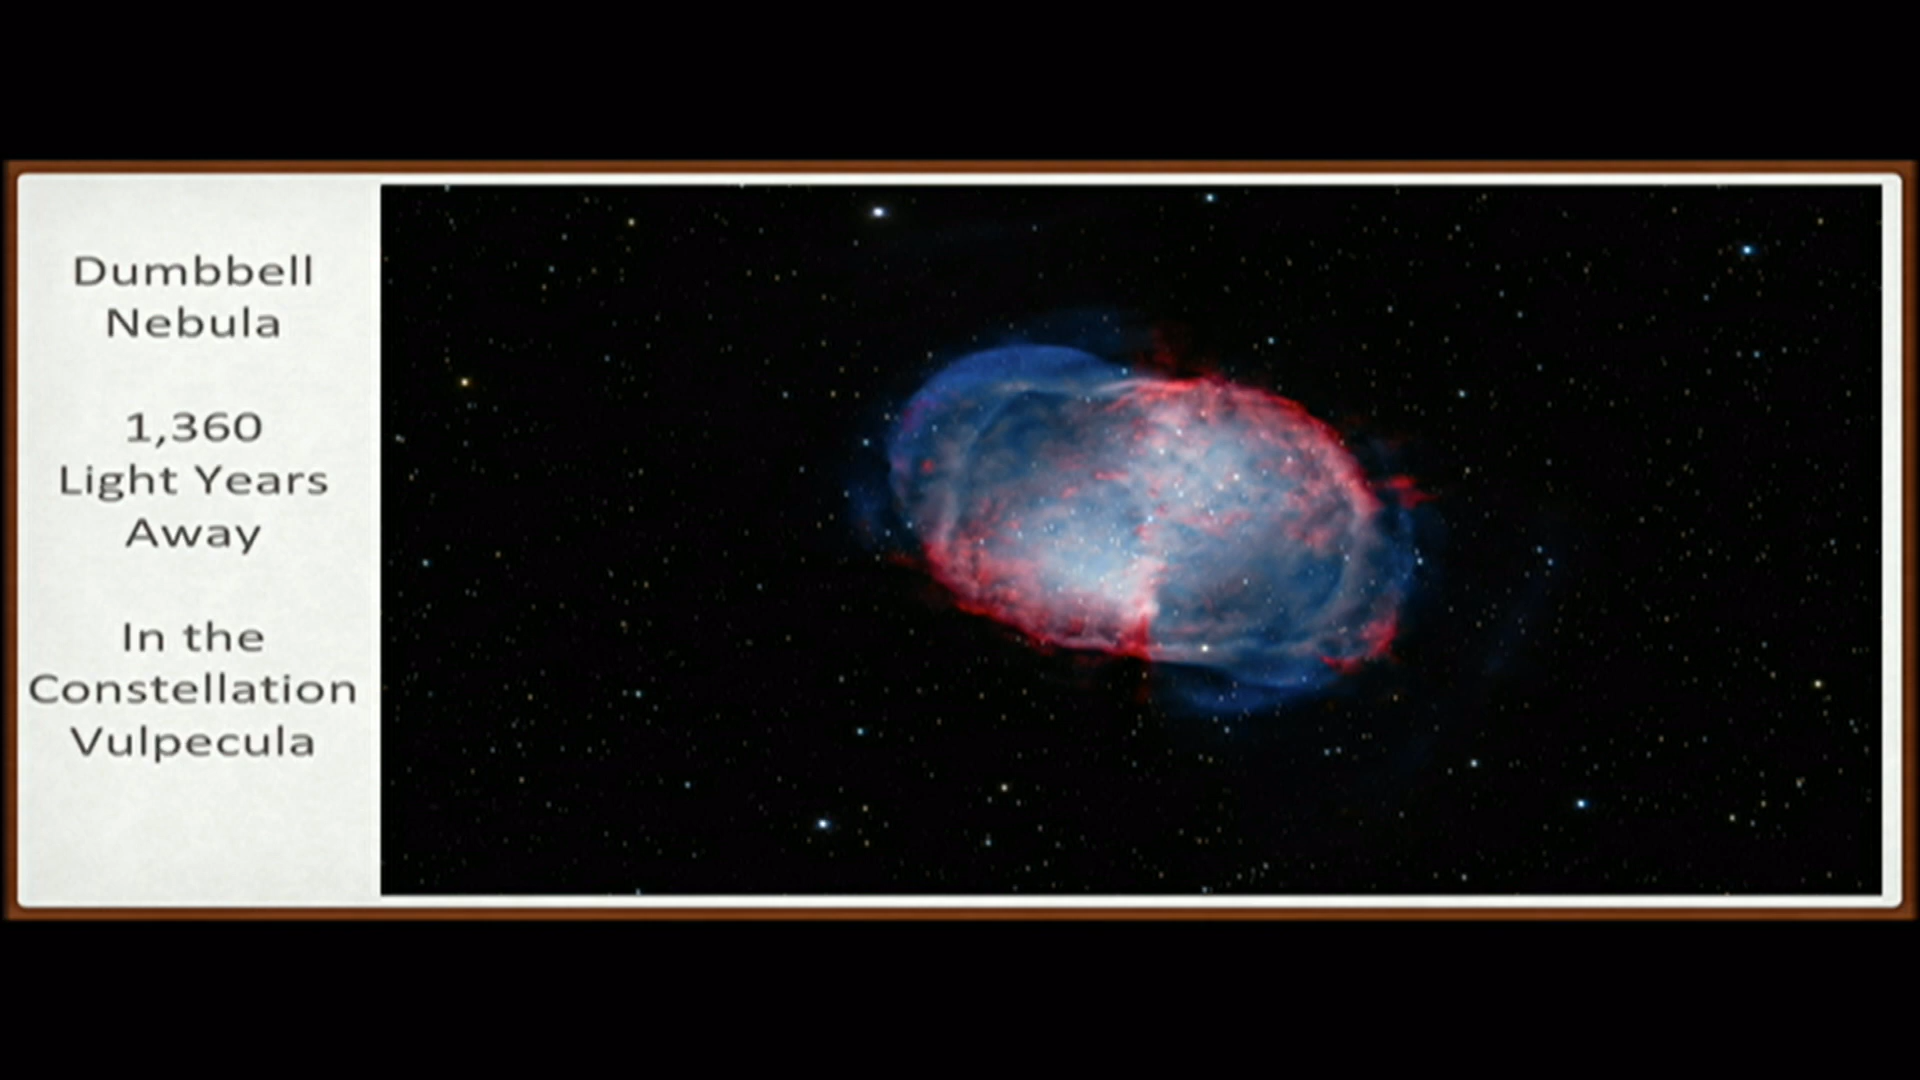 Dumbbell
Nebula
1,360
Light Years
Away
In the
Constellation
Vulpecula